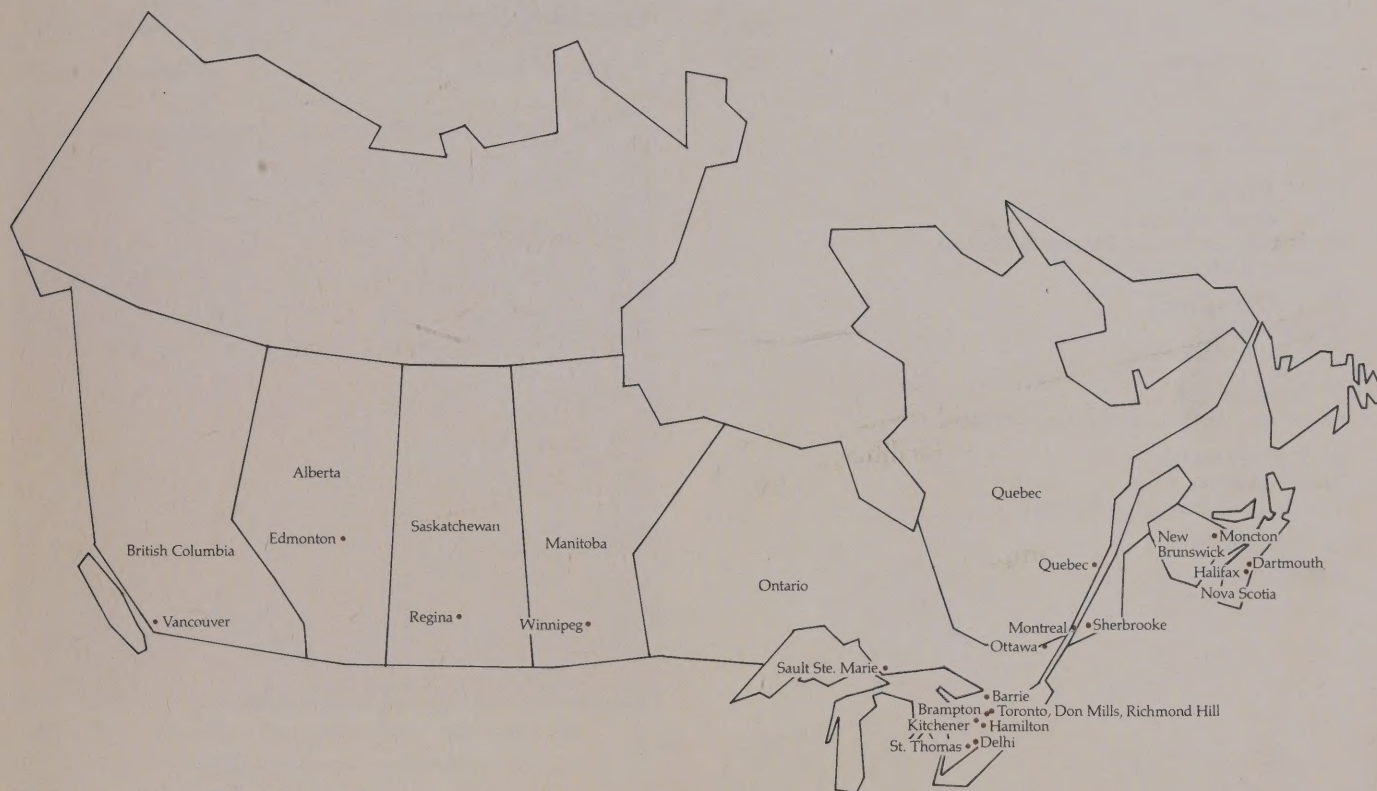 Alberta
Edmonton
British Columbia
Vancouver
Saskatchewan
Regina
Manitoba
Winnipeg
Ontario
Sault Ste. Marie
Quebec
Quebec
Montreal
Sherbrooke
Ottawa
New
Brunswick
Moncton
Dartmouth
Halifax
Nova Scotia
Barrie
Brampton
Toronto, Don Mills, Richmond Hill
Kitchener
Hamilton
St. Thomas
Delhi